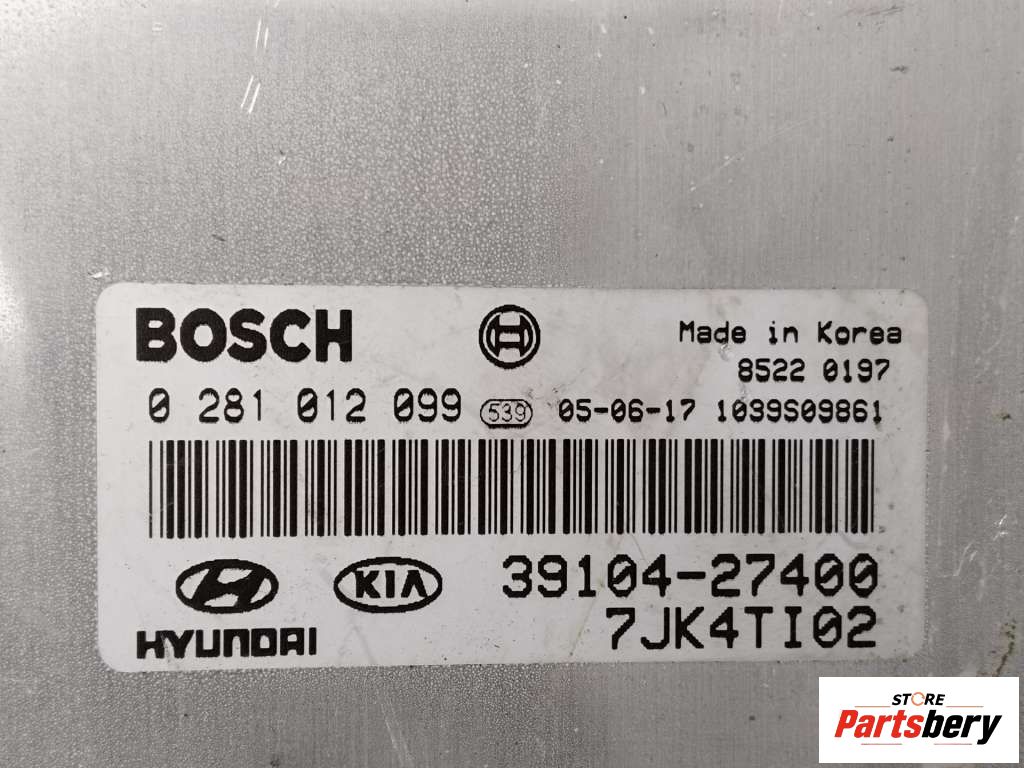 BOSCH
Made in Korea
8522 0197
0 281 012 099 539 05-06-17 1039S09861
HYUNDAI KIA 39104-27400
7JK4TI02
STORE
Partsbery